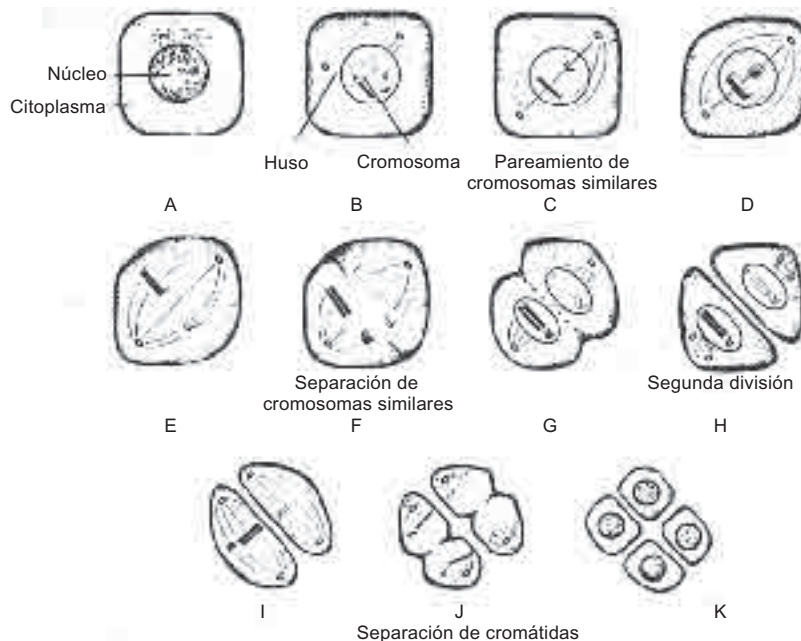 Núcleo
Citoplasma
Huso
Cromosoma
Pareamiento de
cromosomas similares
A
B
C
D
Separación de
cromosomas similares
Segunda división
E
F
G
H
I
J
K
Separación de cromátidas